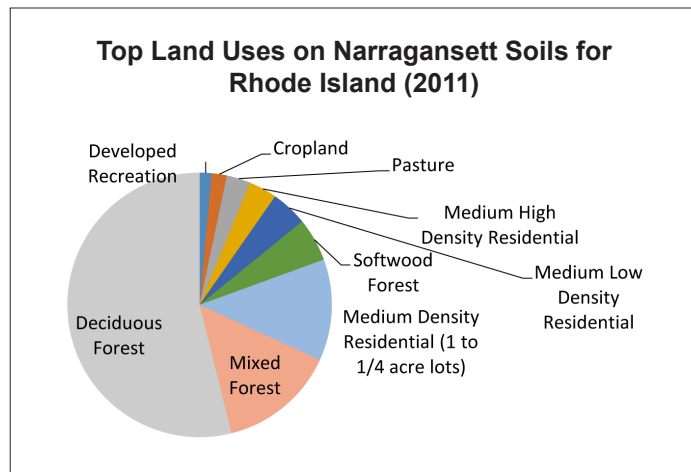 Top Land Uses on Narragansett Soils for
Rhode Island (2011)
Developed
Recreation
Cropland
Pasture
Medium High
Density Residential
Medium Low
Density
Residential
Softwood
Forest
Medium Density
Residential (1 to
1/4 acre lots)
Mixed
Forest
Deciduous
Forest